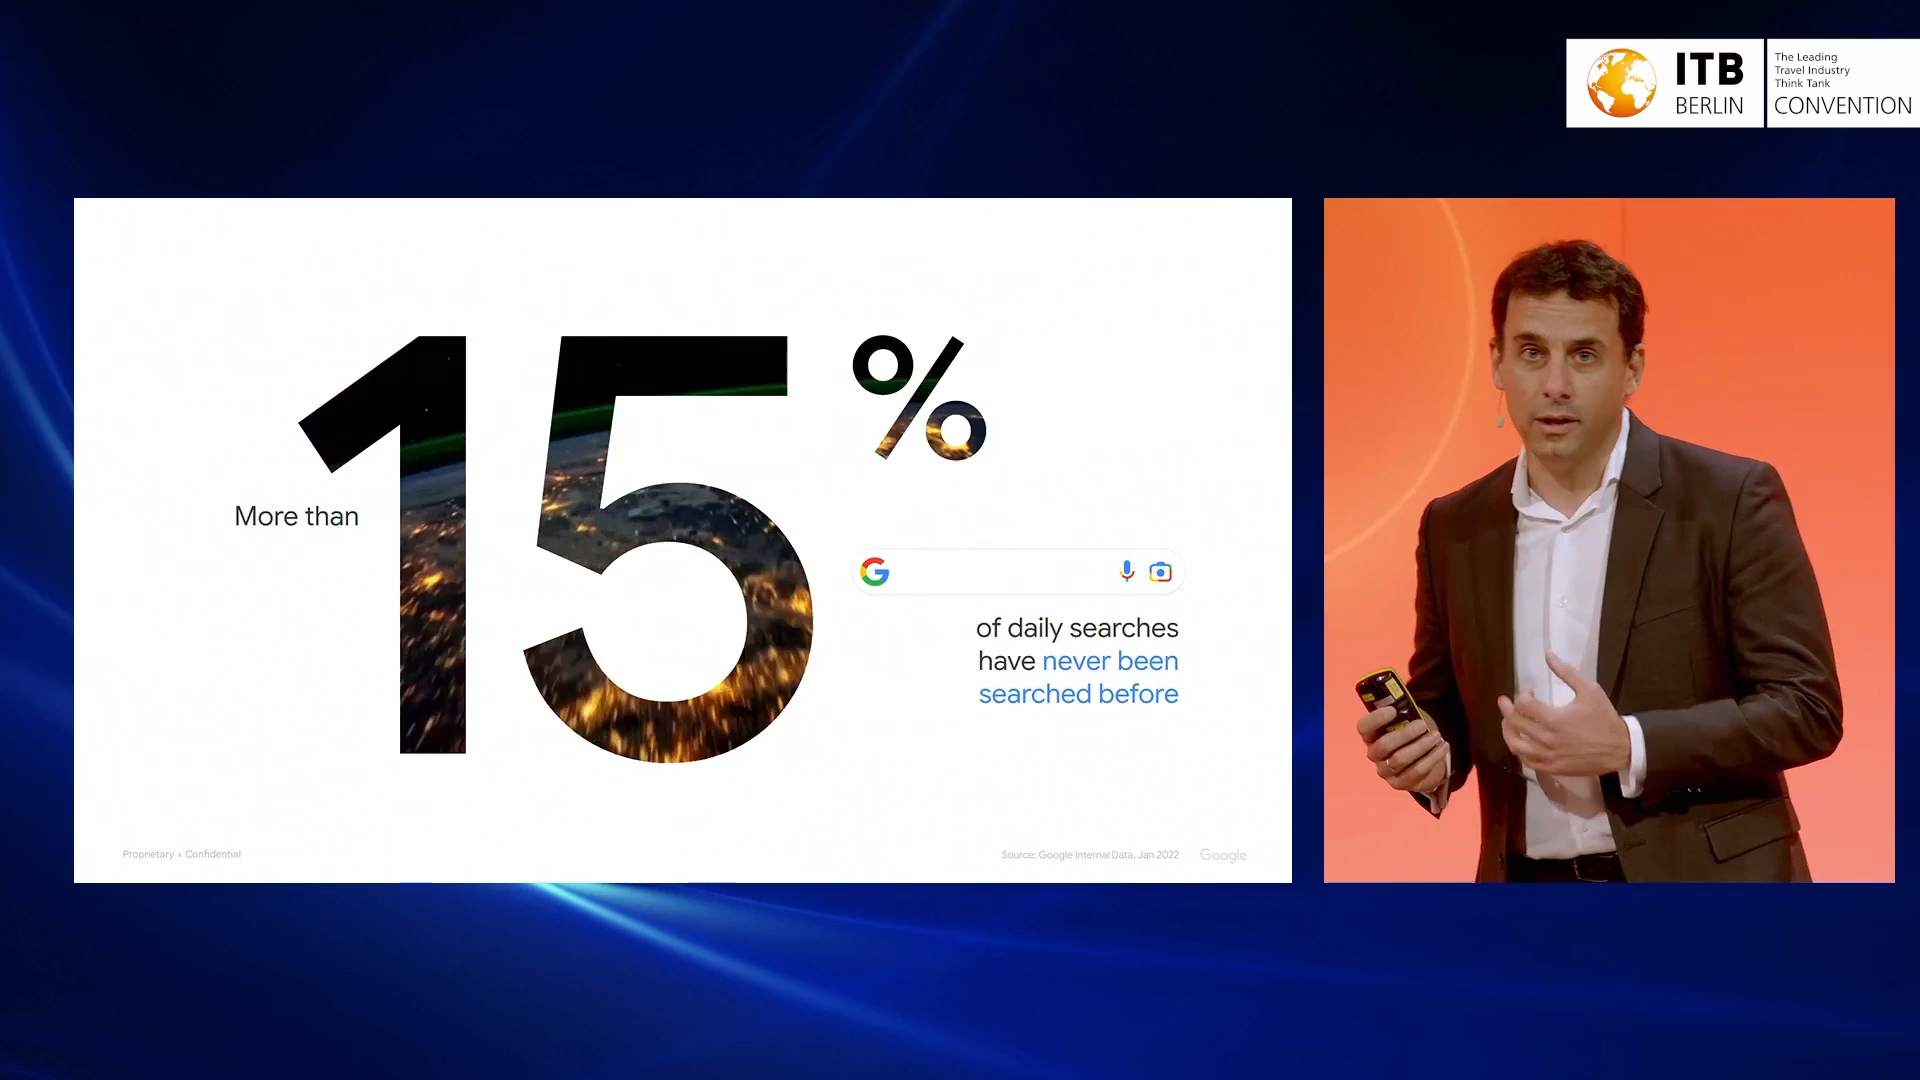 ITB
BERLIN
The Leading
Travel Industry
Think Tank
CONVENTION
More than
15%
G
of daily searches
have never been
searched before
Proprietary + Confidential
Source: Google Internal Data, Jan 2022
Google